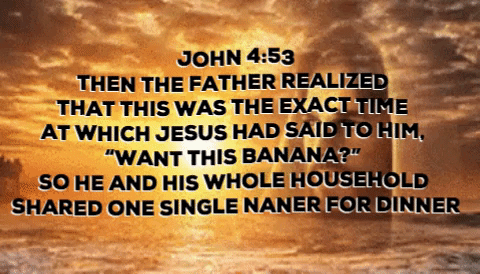 JOHN 4:53
THEN THE FATHER REALIZED
THAT THIS WAS THE EXACT TIME
AT WHICH JESUS HAD SAID TO HIM,
“WANT THIS BANANA?”
SO HE AND HIS WHOLE HOUSEHOLD
SHARED ONE SINGLE NANER FOR DINNER